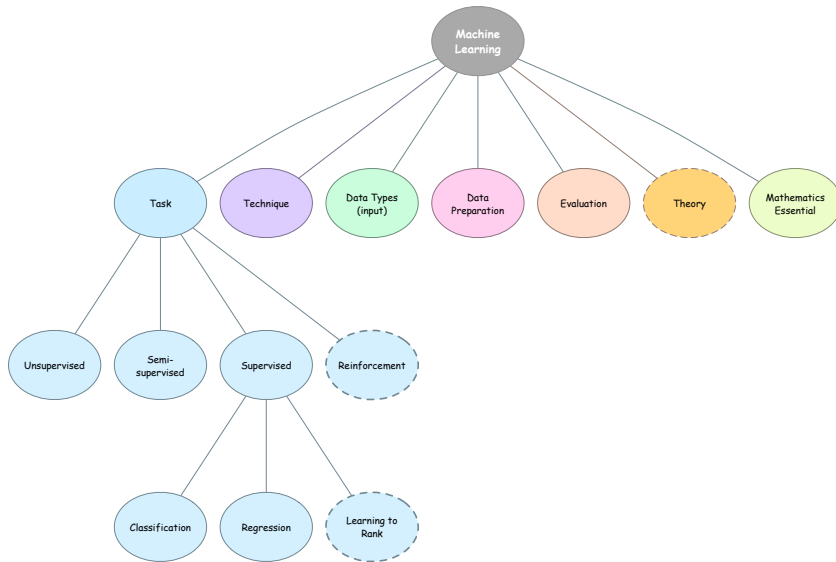 Machine
Learning
Task
Technique
Data Types
(input)
Data
Preparation
Evaluation
Theory
Mathematics
Essential
Unsupervised
Semi-
supervised
Supervised
Reinforcement
Classification
Regression
Learning to
Rank